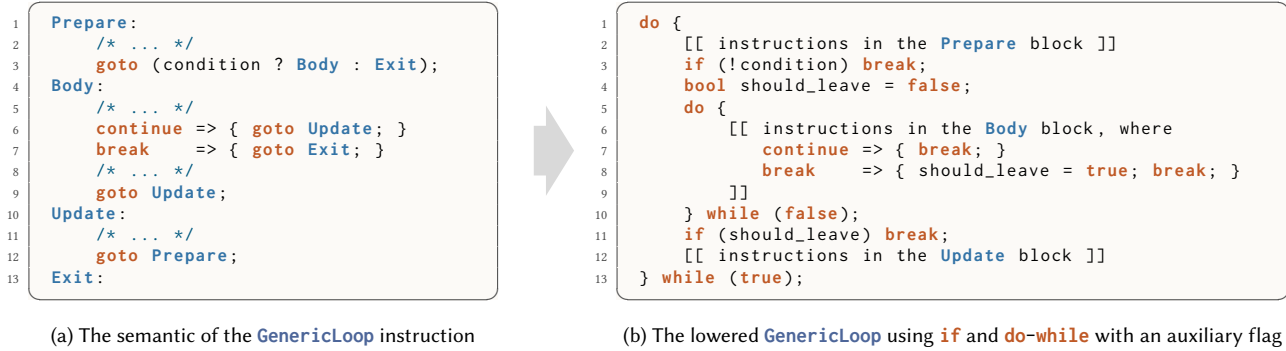 1 Prepare:
2 /* ... */
3 goto (condition ? Body : Exit);
4 Body:
5 /* ... */
6 continue => { goto Update; }
7 break => { goto Exit; }
8 /* ... */
9 goto Update;
10 Update:
11 /* ... */
12 goto Prepare;
13 Exit:
(a) The semantic of the GenericLoop instruction
1 do {
2 [[ instructions in the Prepare block ]]
3 if (!condition) break;
4 bool should_leave = false;
5 do {
6 [[ instructions in the Body block, where
7 continue => { break; }
8 break => { should_leave = true; break; }
9 ]]
10 } while (false);
11 if (should_leave) break;
12 [[ instructions in the Update block ]]
13 } while (true);
(b) The lowered GenericLoop using if and do-while with an auxiliary flag